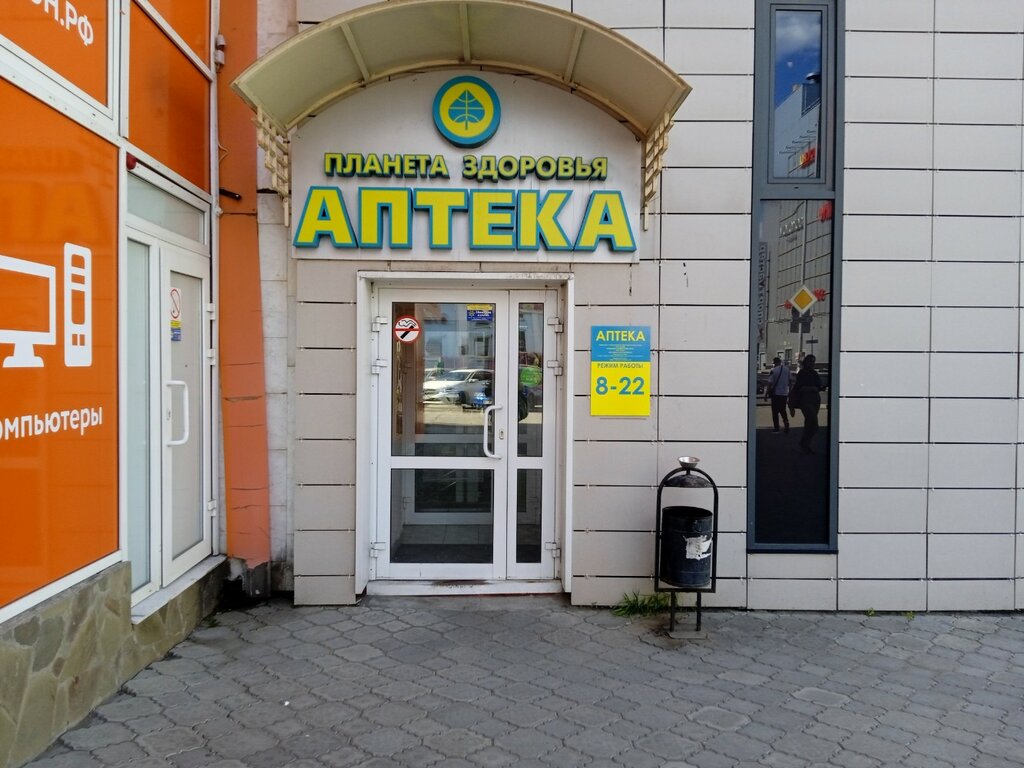 Н.РФ
ПЛАНЕТА ЗДОРОВЬЯ
АПТЕКА
АПТЕКА
РЕЖИМ РАБОТЫ
8-22
омпьютеры